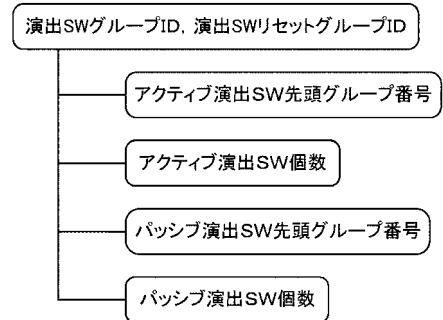 演出SWグループID, 演出SWリセットグループID
アクティブ演出SW先頭グループ番号
アクティブ演出SW個数
パッシブ演出SW先頭グループ番号
パッシブ演出SW個数